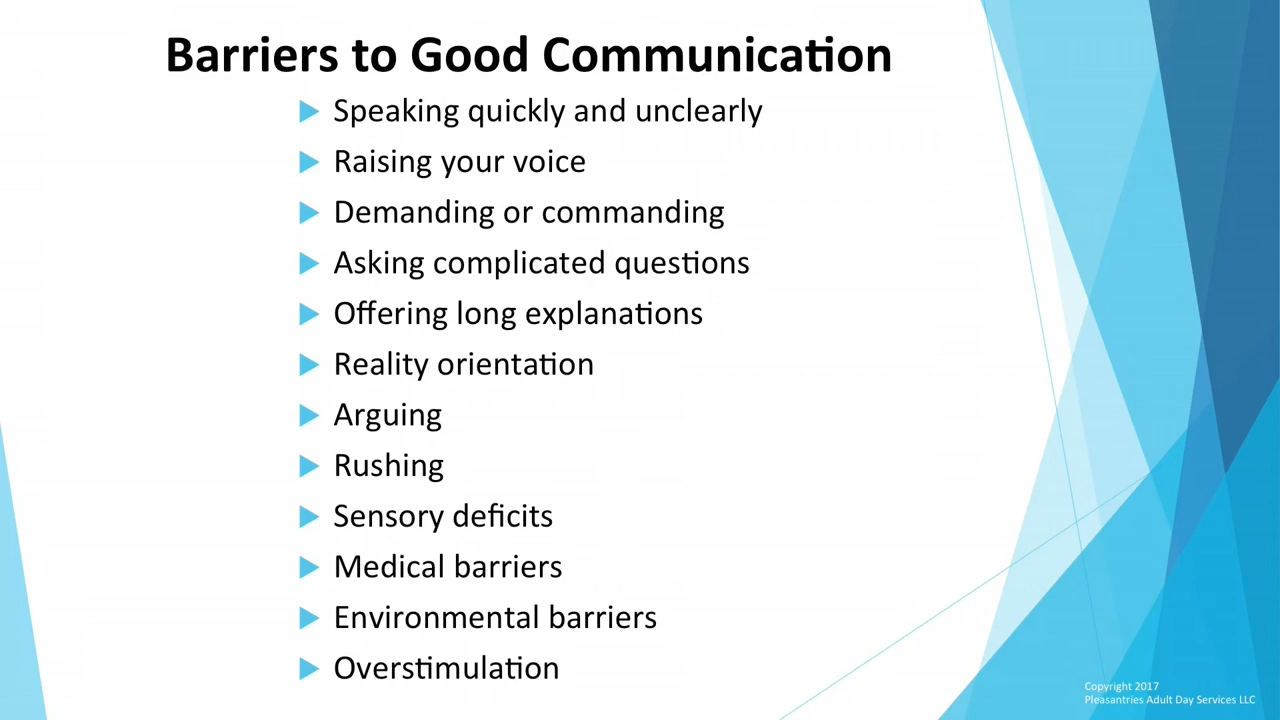 Barriers to Good Communication
Speaking quickly and unclearly
Raising your voice
Demanding or commanding
Asking complicated questions
Offering long explanations
Reality orientation
Arguing
Rushing
Sensory deficits
Medical barriers
Environmental barriers
Overstimulation
Copyright 2017
Pleasantries Adult Day Services LLC